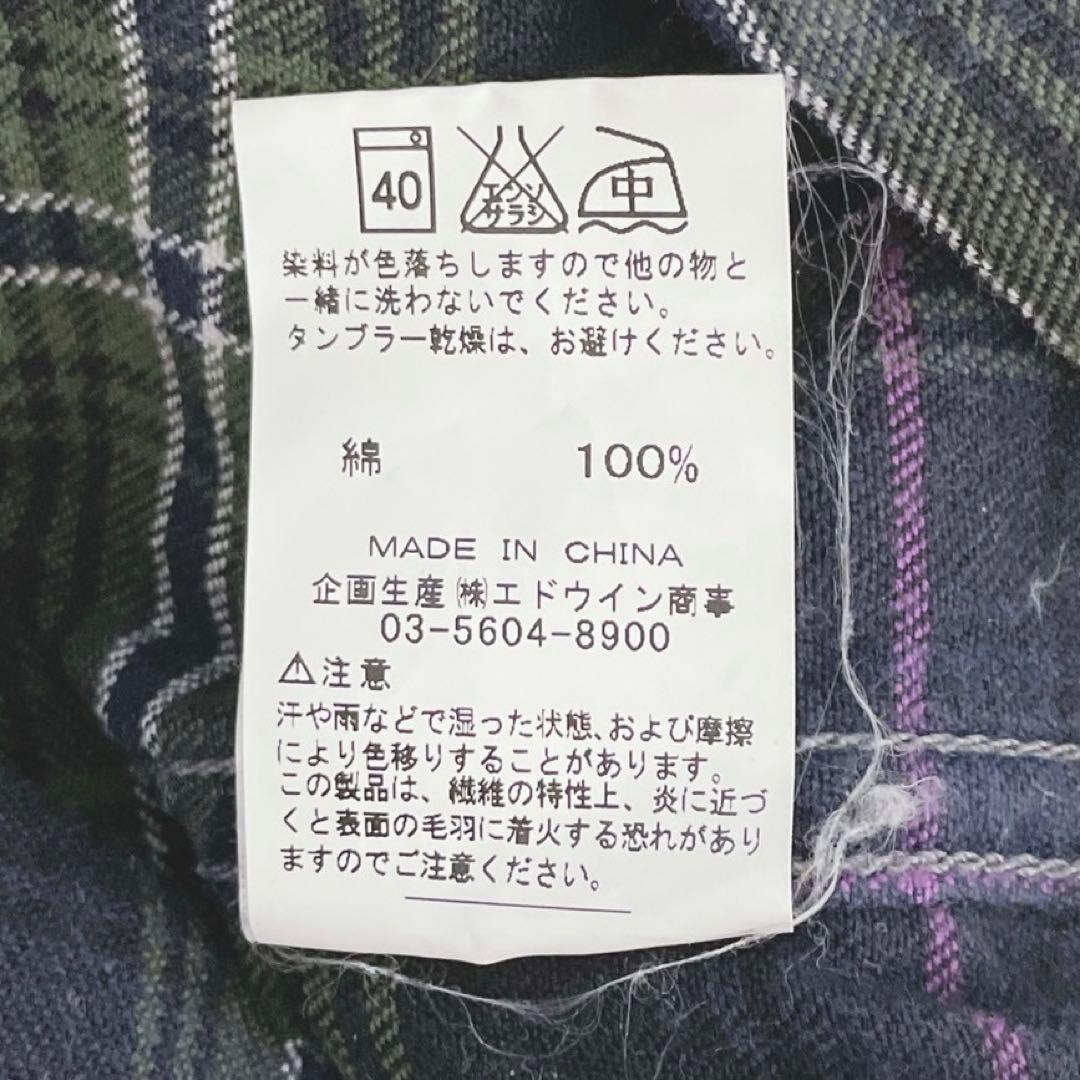 40
エンソ
サラシ
中
染料が色落ちしますので他の物と
一緒に洗わないでください。
タンブラー乾燥は、お避けください。
綿 100%
MADE IN CHINA
企画生産㈱エドウイン商事
03-5604-8900
⚠注意
汗や雨などで湿った状態、および摩擦
により色移りすることがあります。
この製品は、繊維の特性上、炎に近づ
くと表面の毛羽に着火する恐れがあり
ますのでご注意ください。